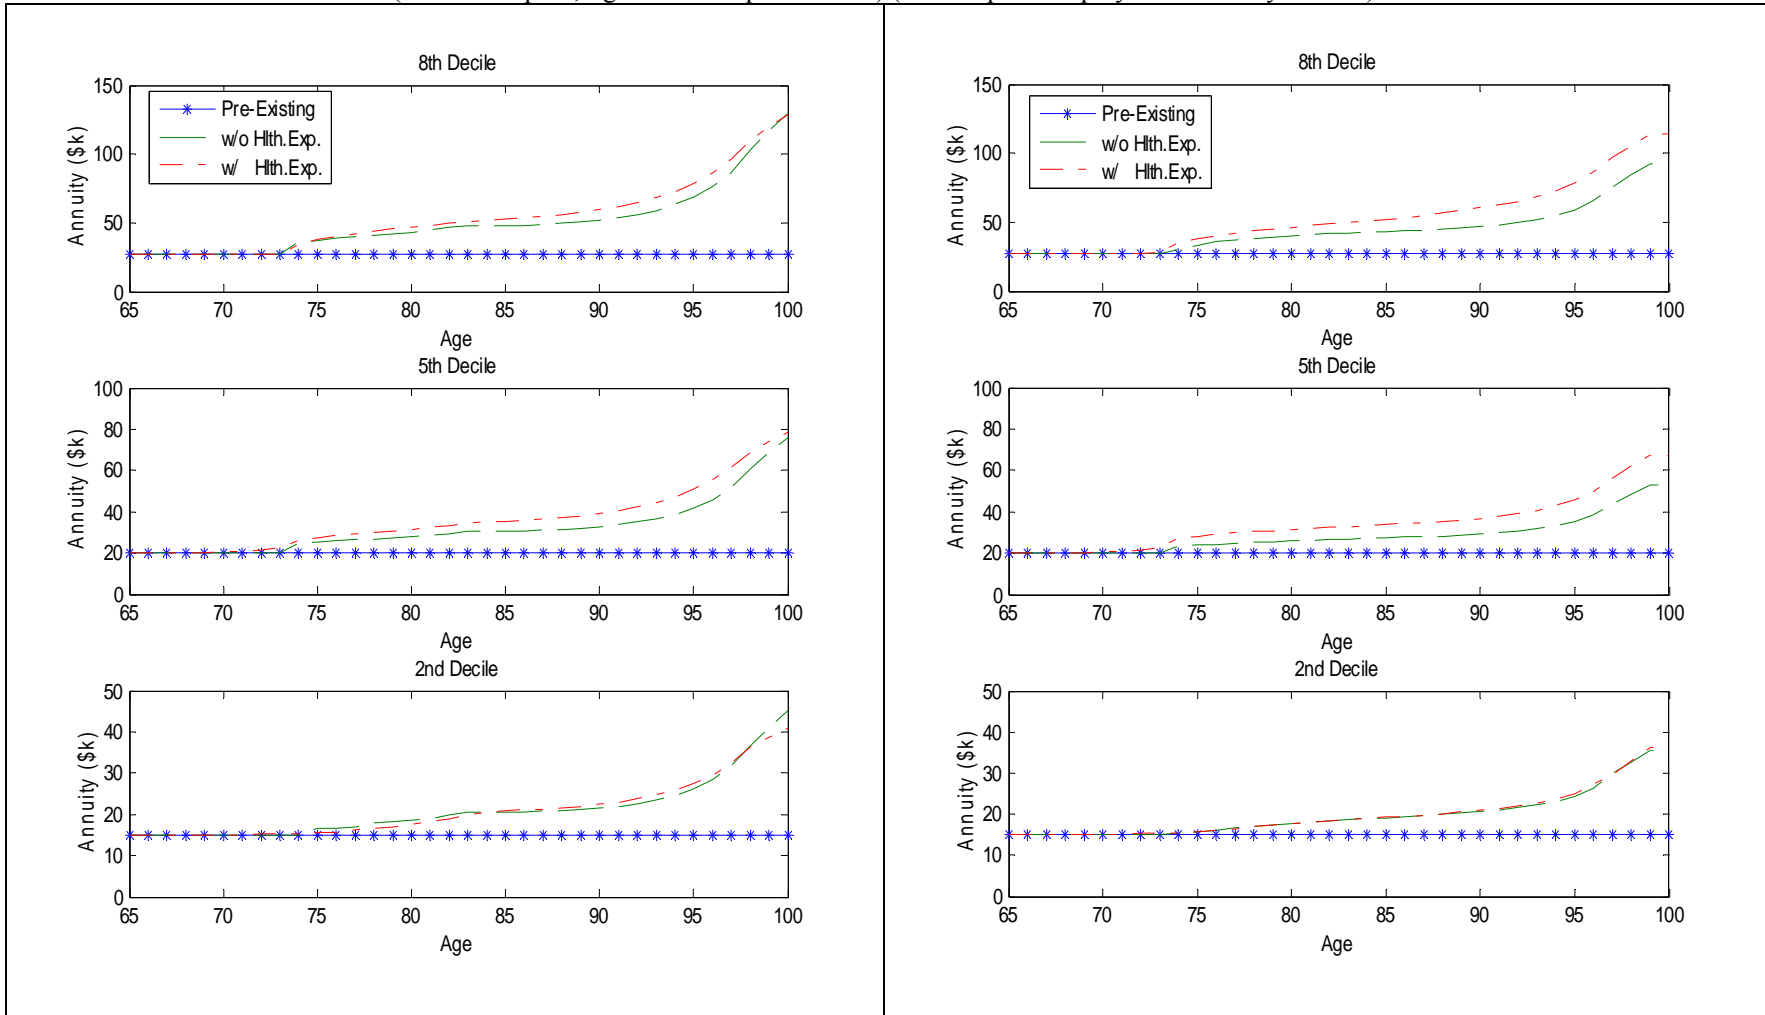 8th Decile
150
100
50
0
Annuity ($k)
Pre-Existing
w/o Hlth.Exp.
w/ Hlth.Exp.
65 70 75 80 85 90 95 100
Age
5th Decile
100
80
60
40
20
0
Annuity ($k)
65 70 75 80 85 90 95 100
Age
2nd Decile
50
40
30
20
10
0
Annuity ($k)
65 70 75 80 85 90 95 100
Age
8th Decile
150
100
50
0
Annuity ($k)
Pre-Existing
w/o Hlth.Exp.
w/ Hlth.Exp.
65 70 75 80 85 90 95 100
Age
5th Decile
100
80
60
40
20
0
Annuity ($k)
65 70 75 80 85 90 95 100
Age
2nd Decile
50
40
30
20
10
0
Annuity ($k)
65 70 75 80 85 90 95 100
Age